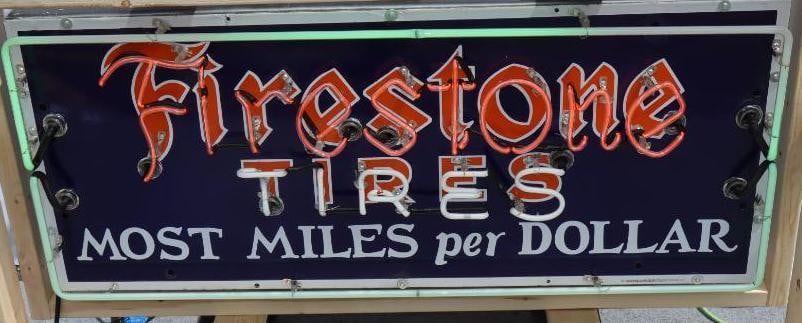 Firestone
TIRES
MOST MILES per DOLLAR